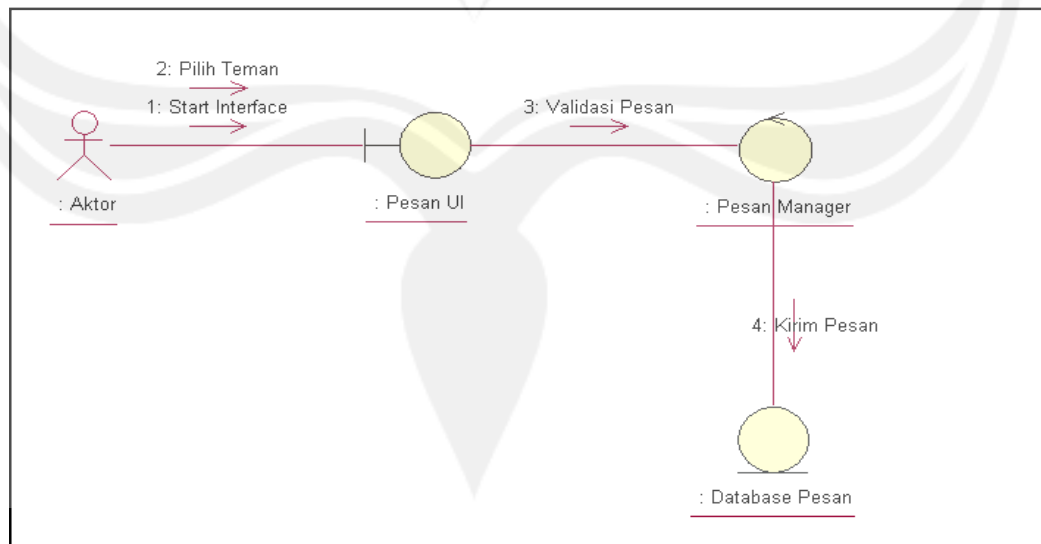 2: Pilih Teman
1: Start Interface
3: Validasi Pesan
: Aktor
: Pesan UI
: Pesan Manager
4: Kirim Pesan
: Database Pesan